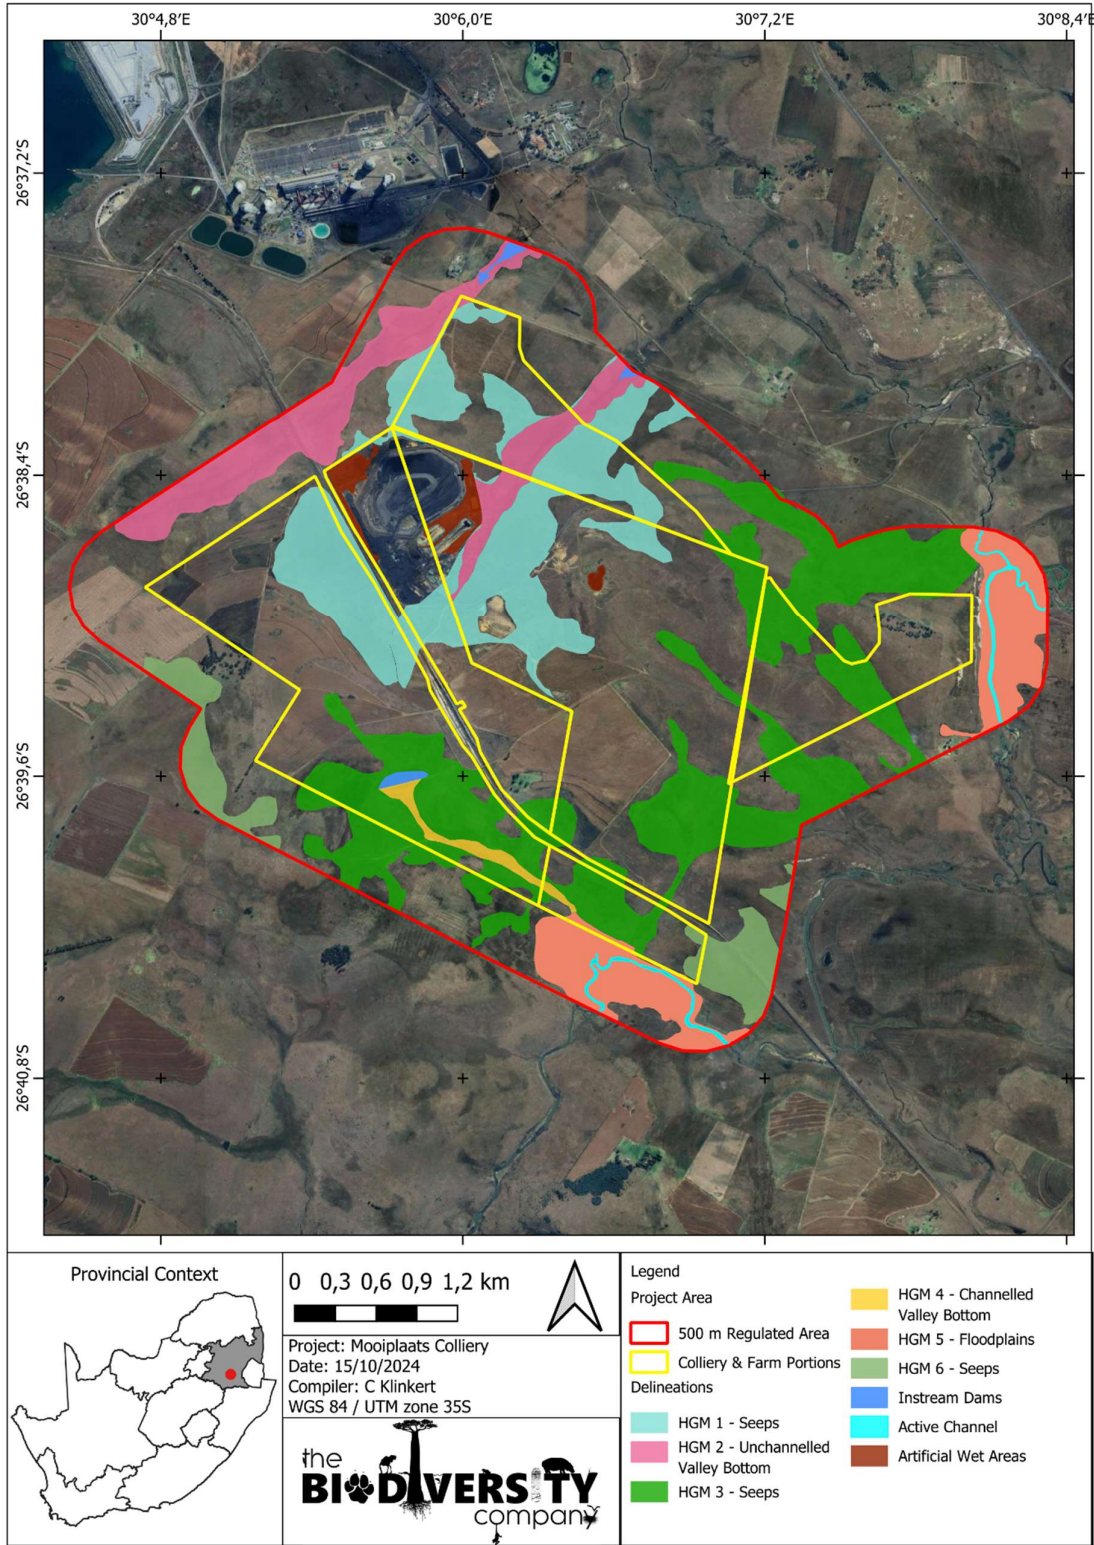 30°4,8′E 30°6,0′E 30°7,2′E 30°8,4′E
26°37,2′S
26°38,4′S
26°39,6′S
26°40,8′S
Provincial Context
0 0,3 0,6 0,9 1,2 km
Project: Mooiplaats Colliery
Date: 15/10/2024
Compiler: C Klinkert
WGS 84 / UTM zone 35S
the
BIODIVERSITY
company
Legend
Project Area
500 m Regulated Area
Colliery & Farm Portions
Delineations
HGM 1 - Seeps
HGM 2 - Unchannelled
Valley Bottom
HGM 3 - Seeps
HGM 4 - Channelled
Valley Bottom
HGM 5 - Floodplains
HGM 6 - Seeps
Instream Dams
Active Channel
Artificial Wet Areas